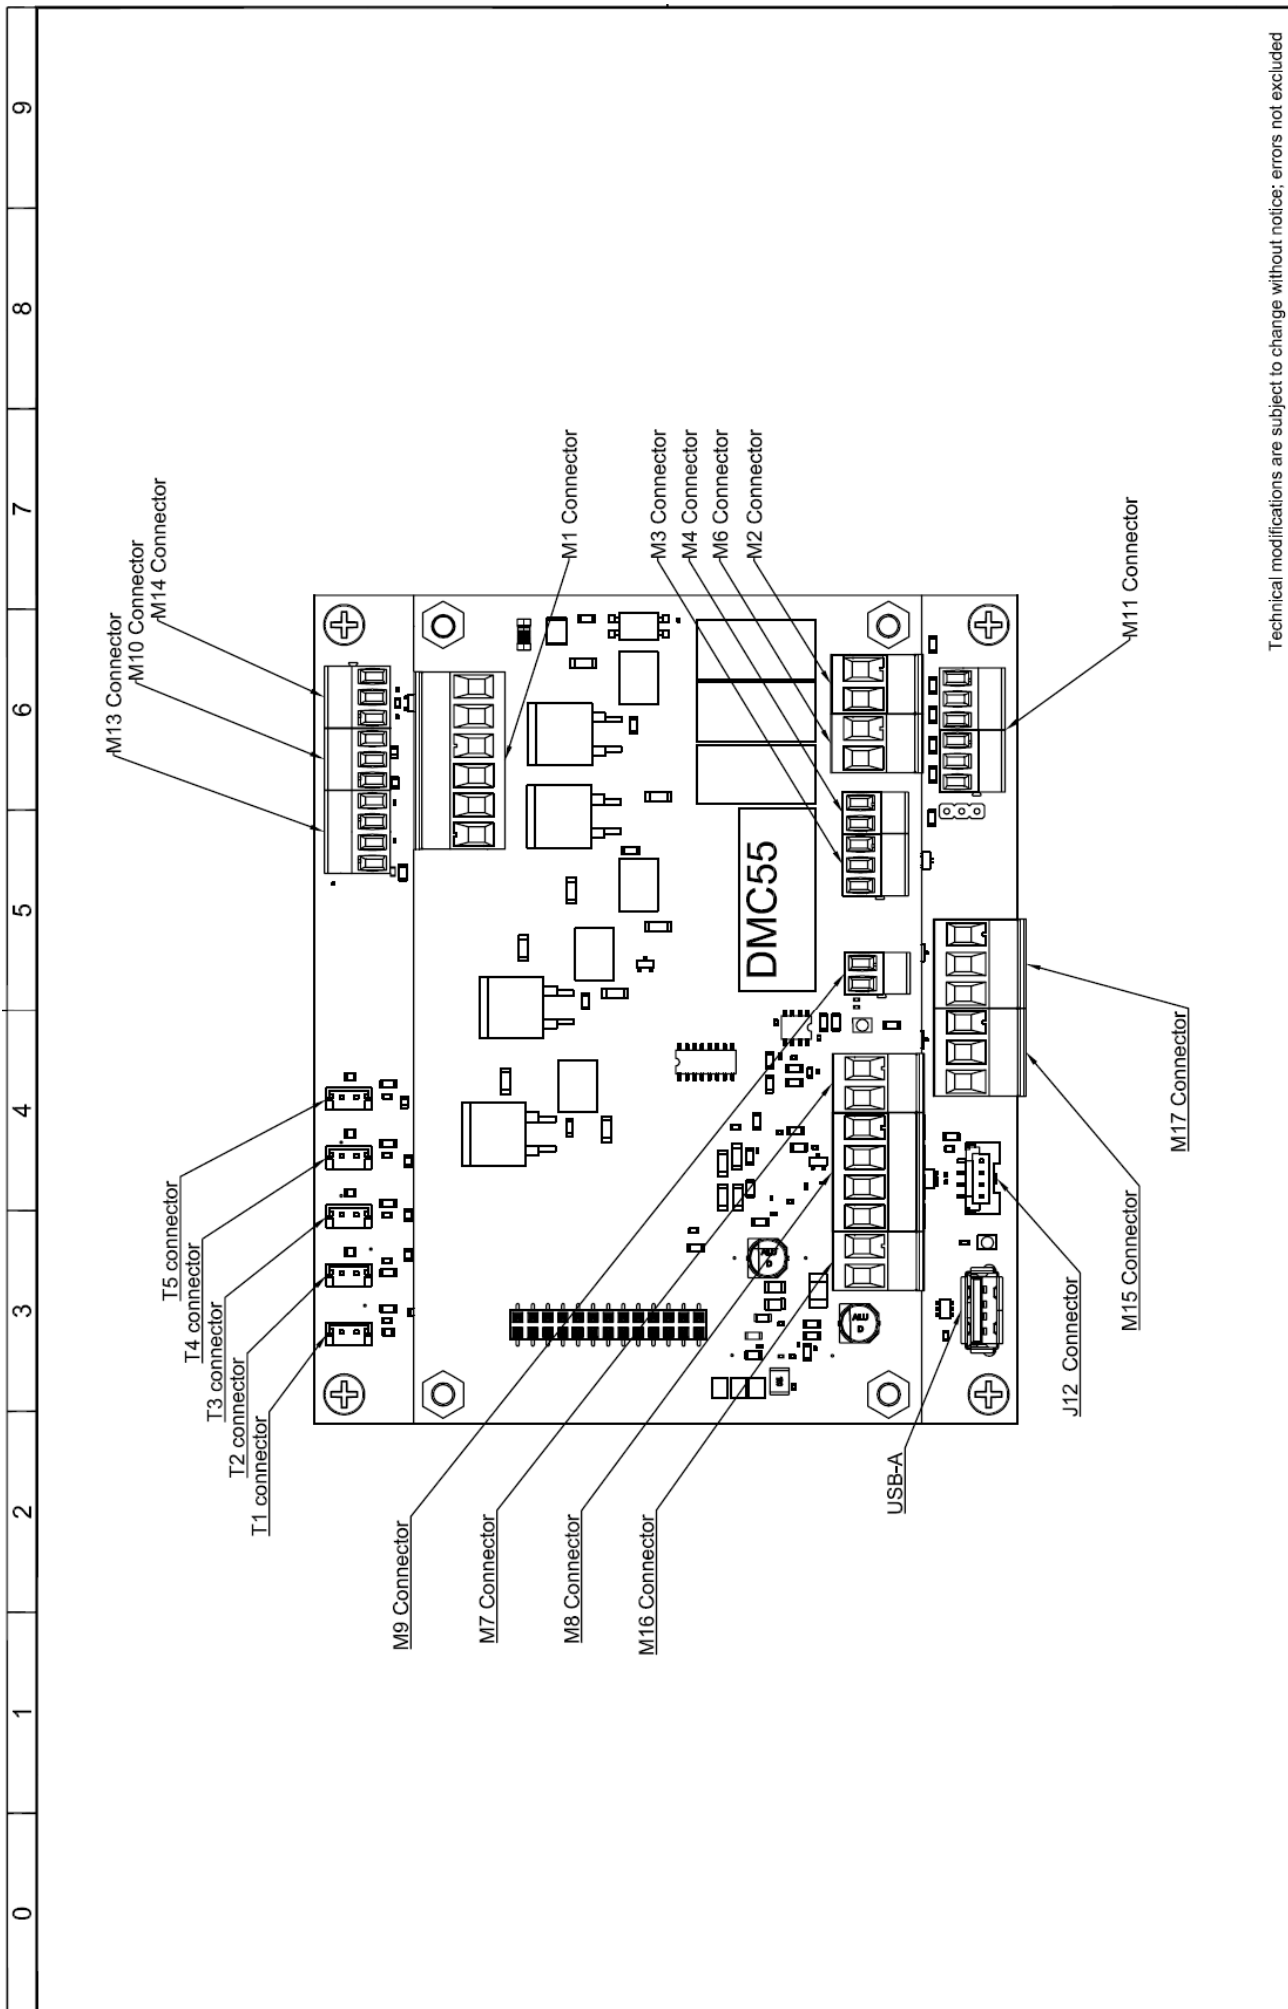 9
8
7
6
5
4
3
2
1
0
M13 Connector
M10 Connector
M14 Connector
M1 Connector
M3 Connector
M4 Connector
M6 Connector
M2 Connector
M11 Connector
DMC55
T5 connector
T4 connector
T3 connector
T2 connector
T1 connector
M9 Connector
M7 Connector
M8 Connector
M16 Connector
USB-A
J12 Connector
M15 Connector
M17 Connector
Technical modifications are subject to change without notice; errors not excluded